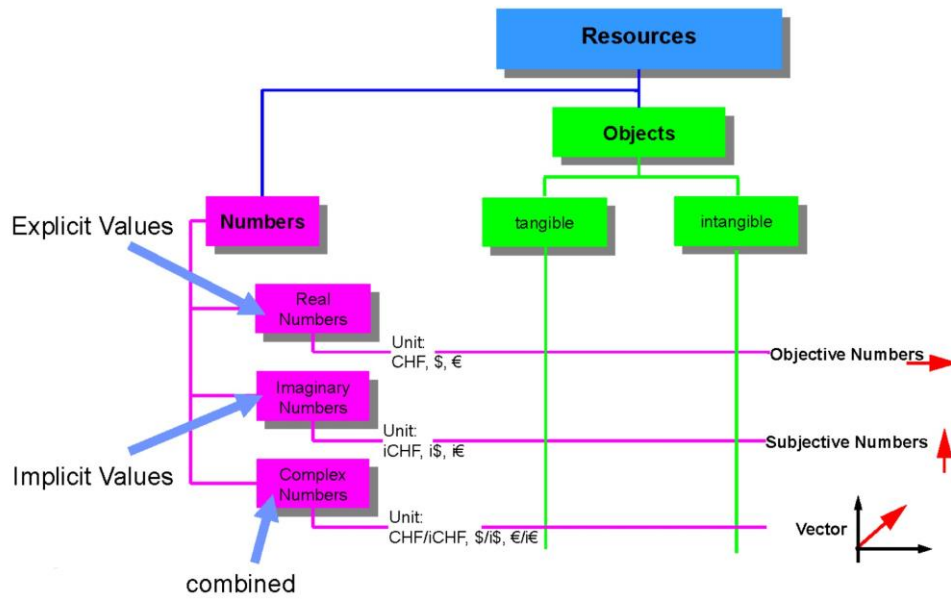 Resources
Objects
Numbers
tangible
intangible
Explicit Values
Real
Numbers
Unit:
CHF, $, €
Objective Numbers
Imaginary
Numbers
Unit:
iCHF, i$, i€
Subjective Numbers
Implicit Values
Complex
Numbers
Unit:
CHF/iCHF, $/i$, €/i€
Vector
combined